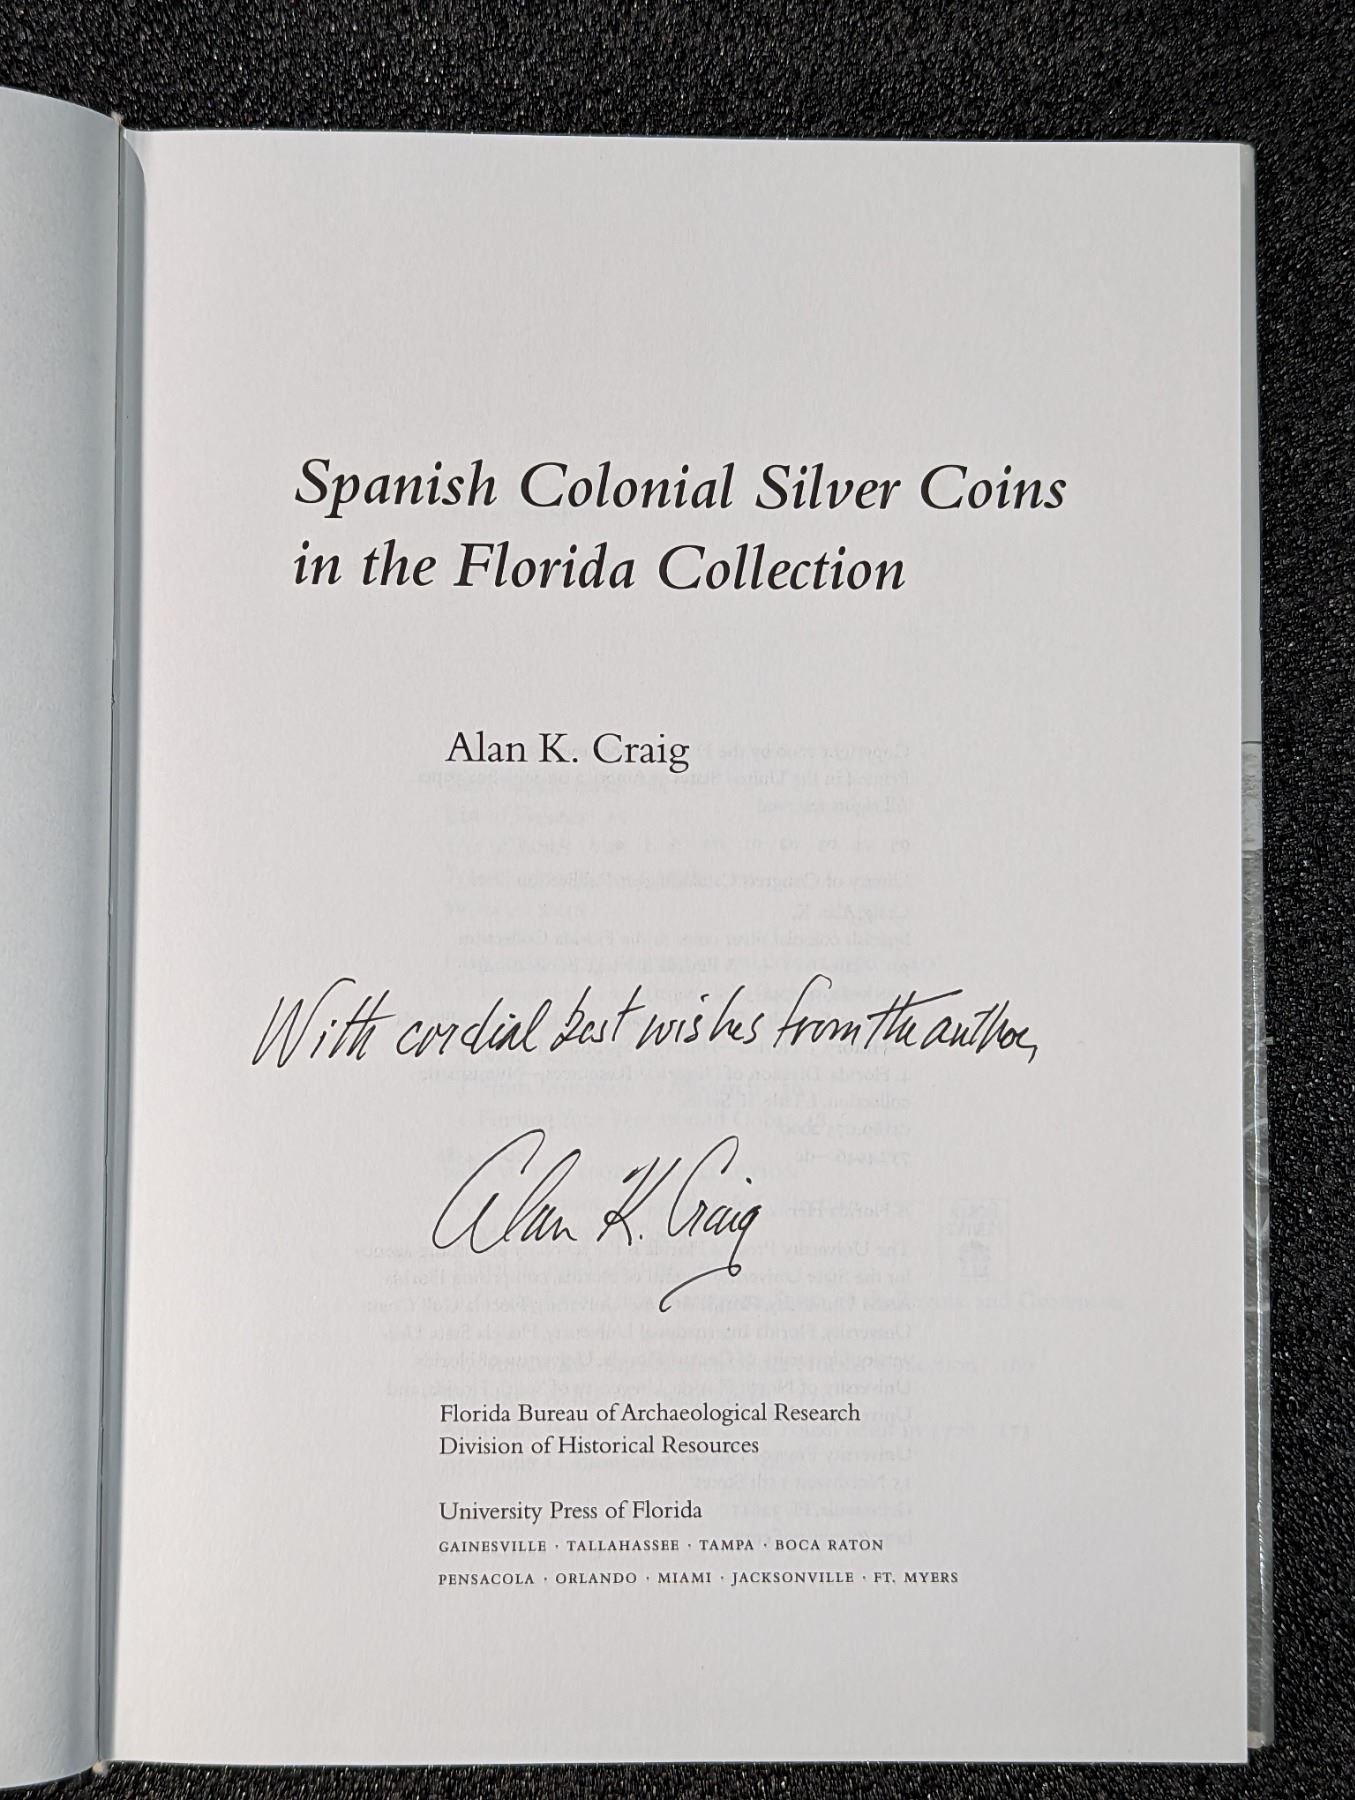 Spanish Colonial Silver Coins
in the Florida Collection
Alan K. Craig
With cordial best wishes from the author,
Alan K. Craig
Florida Bureau of Archaeological Research
Division of Historical Resources
University Press of Florida
GAINESVILLE · TALLAHASSEE · TAMPA · BOCA RATON
PENSACOLA · ORLANDO · MIAMI · JACKSONVILLE · FT. MYERS